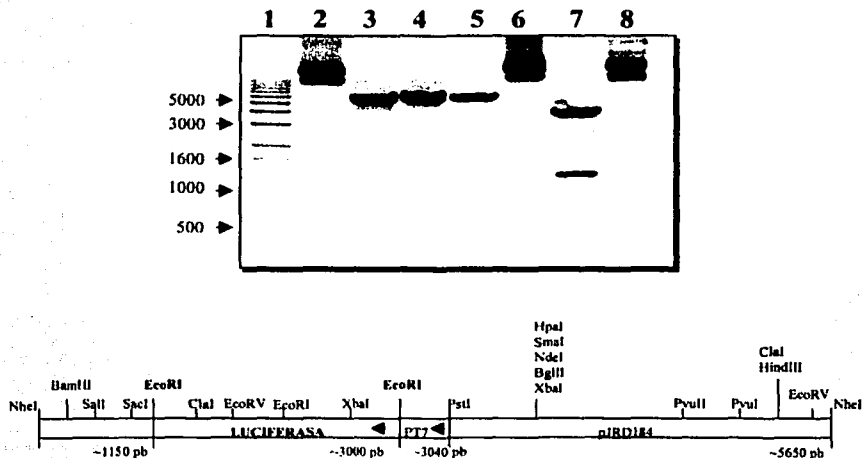 1 2 3 4 5 6 7 8
5000
3000
1600
1000
500
HpaI
SmaI
NdeI
BglII
XbaI
ClaI
HindIII
BamHI
EcoRI
EcoRI
EcoRV
NheI
SalI
SacI
ClaI
EcoRV
EcoRI
XbaI
PstI
PvuII
PvuI
NheI
LUCIFERASA
PT7
pJRD184
~1150 pb
~3000 pb
~3040 pb
~5650 pb